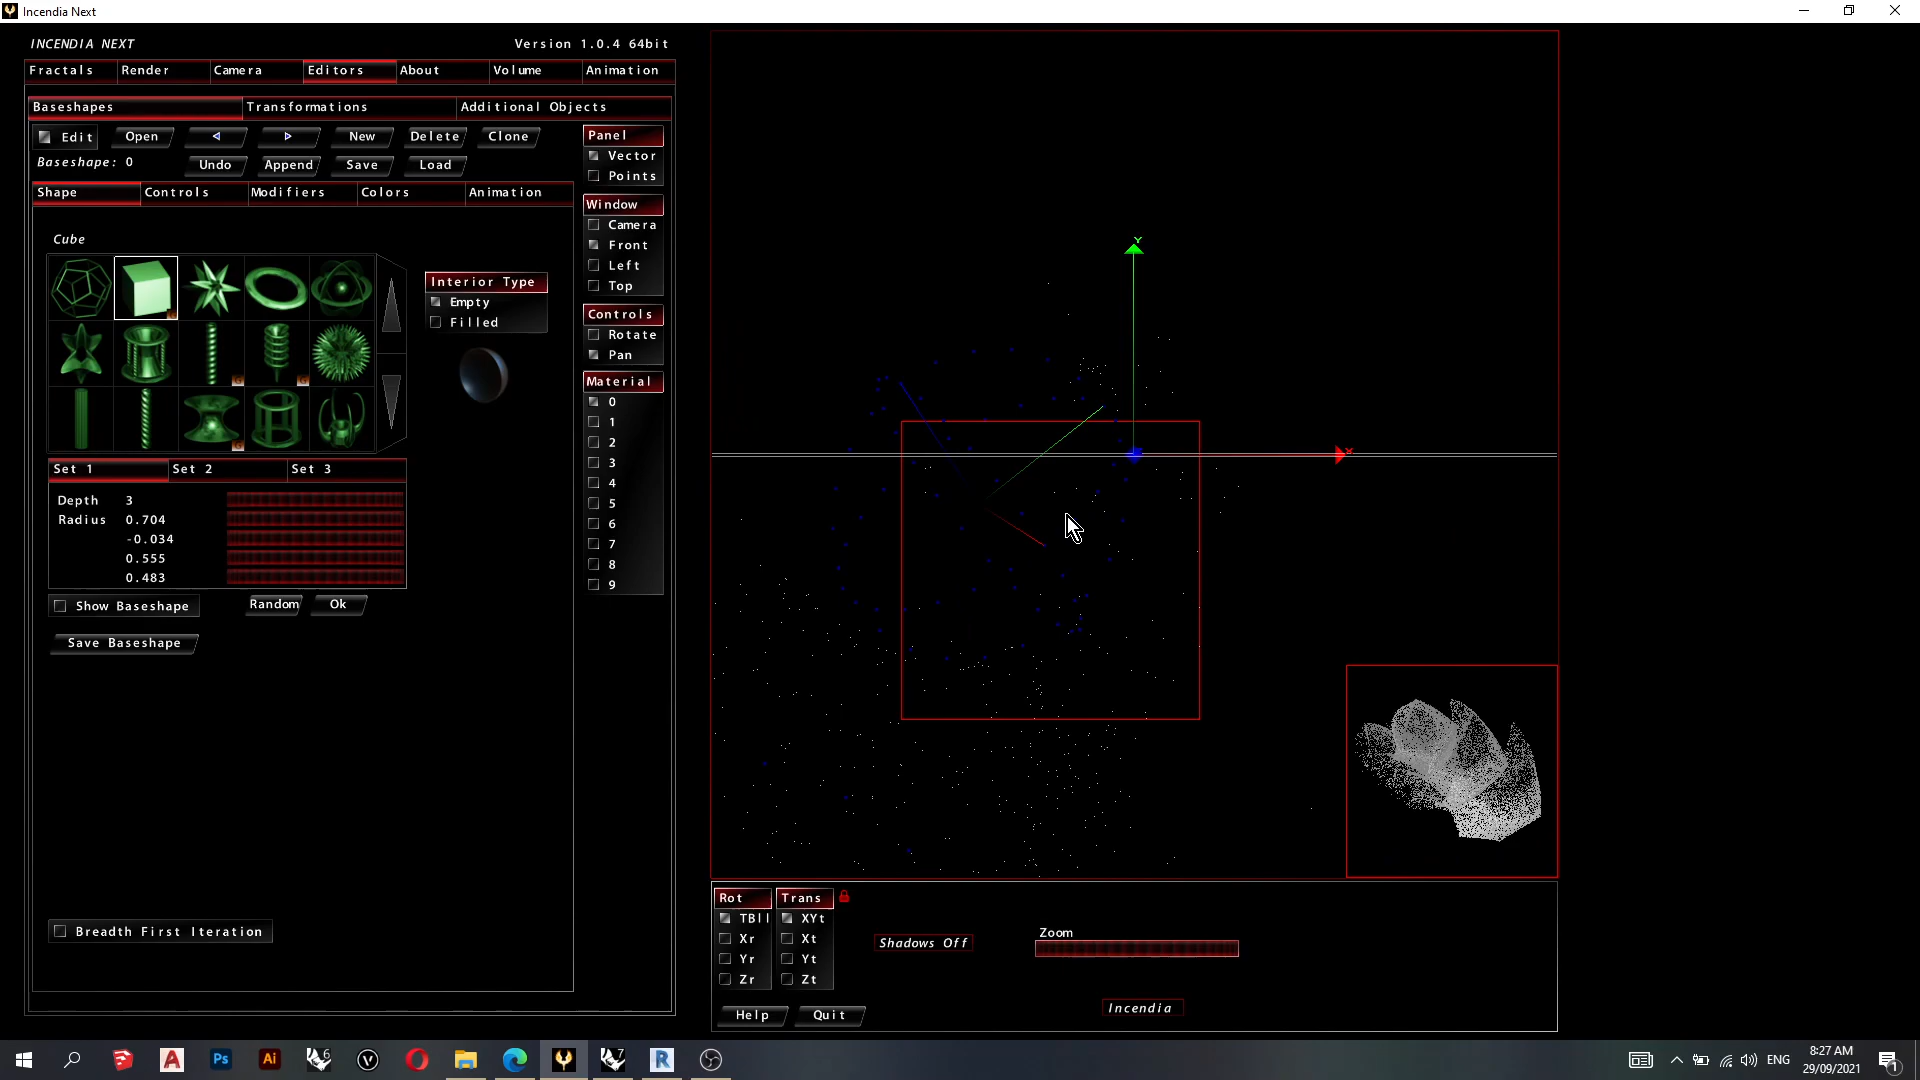 Incendia Next
INCENDIA NEXT
Version 1.0.4 64bit
Fractals Render Camera Editors About Volume Animation
Baseshapes Transformations Additional Objects
Edit Open New Delete Clone
Baseshape: 0 Undo Append Save Load
Shape Controls Modifiers Colors Animation
Cube
Interior Type
Empty
Filled
Set 1 Set 2 Set 3
Depth 3
Radius 0.704
-0.034
0.555
0.483
Show Baseshape Random Ok
Save Baseshape
Breadth First Iteration
Panel
Vector
Points
Window
Camera
Front
Left
Top
Controls
Rotate
Pan
Material
0
1
2
3
4
5
6
7
8
9
Y
X
Rot Trans
TBll XYt
Xr Xt
Yr Yt
Zr Zt
Shadows Off
Zoom
Help Quit
Incendia
A Ps Ai 6 V 7 R
ENG
8:27 AM
29/09/2021
1